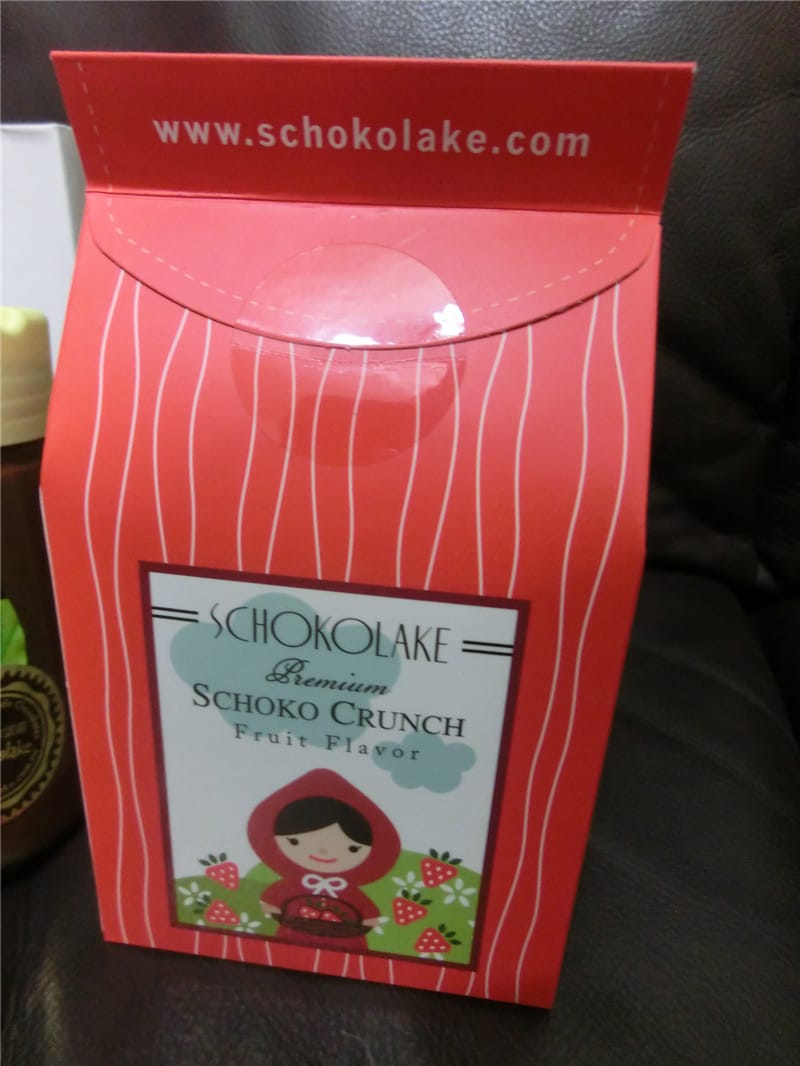 www.schokolake.com
SCHOKOLAKE
Premium
SCHOKO CRUNCH
Fruit Flavor